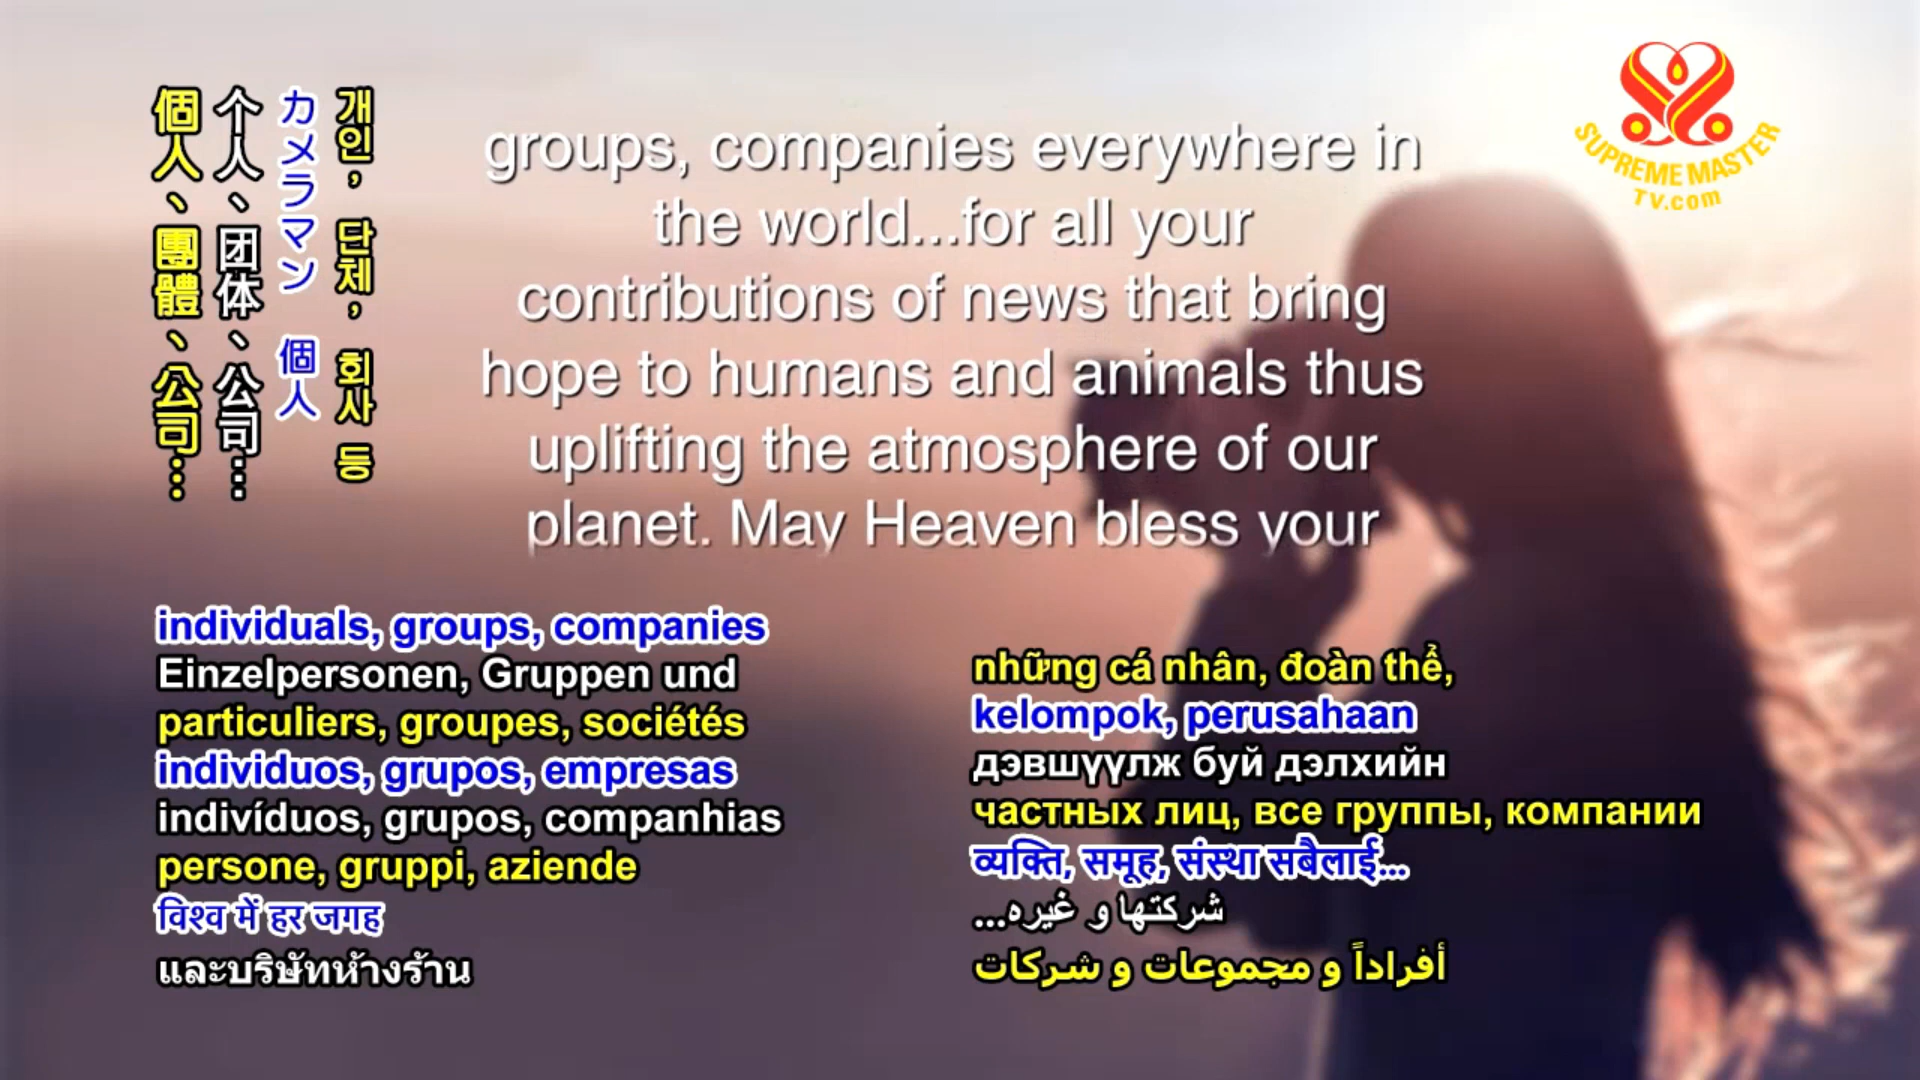 個人、團體、公司…
个人、团体、公司…
カメラマン 個人
개인, 단체, 회사 등
groups, companies everywhere in
the world...for all your
contributions of news that bring
hope to humans and animals thus
uplifting the atmosphere of our
planet. May Heaven bless your
SUPREME MASTER
TV.com
individuals, groups, companies
Einzelpersonen, Gruppen und
particuliers, groupes, sociétés
individuos, grupos, empresas
indivíduos, grupos, companhias
persone, gruppi, aziende
विश्व में हर जगह
และบริษัทห้างร้าน
những cá nhân, đoàn thể,
kelompok, perusahaan
дэвшүүлж буй дэлхийн
частных лиц, все группы, компании
व्यक्ति, समूह, संस्था सबैलाई...
شرکتها و غیره...
أفراداً و مجموعات و شركات